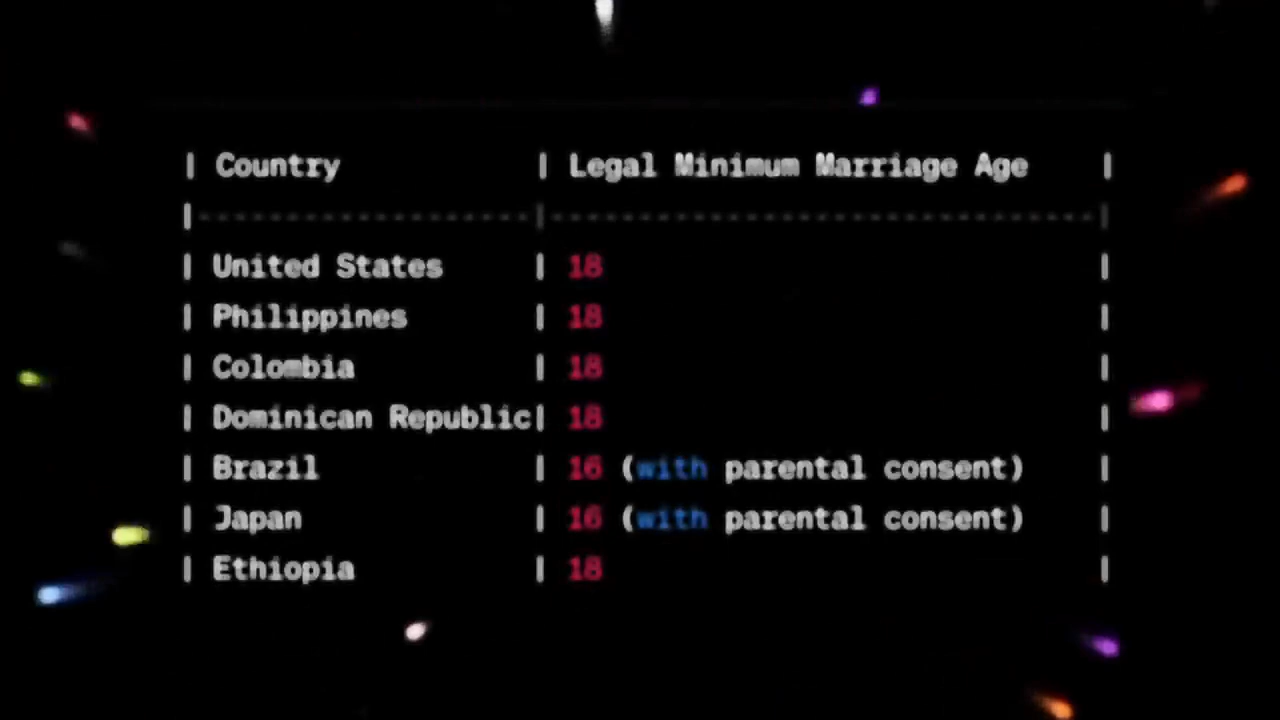 | Country | Legal Minimum Marriage Age |
|-------------------|-------------------------------|
| United States | 18 |
| Philippines | 18 |
| Colombia | 18 |
| Dominican Republic| 18 |
| Brazil | 16 (with parental consent) |
| Japan | 16 (with parental consent) |
| Ethiopia | 18 |